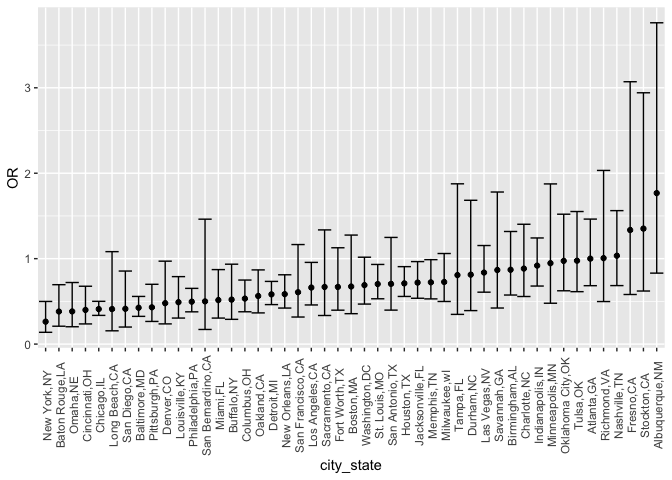 3
2
1
0
OR
New York,NY
Baton Rouge,LA
Omaha,NE
Cincinnati,OH
Chicago,IL
Long Beach,CA
San Diego,CA
Baltimore,MD
Pittsburgh,PA
Denver,CO
Louisville,KY
Philadelphia,PA
San Bernardino,CA
Miami,FL
Buffalo,NY
Columbus,OH
Oakland,CA
Detroit,MI
New Orleans,LA
San Francisco,CA
Los Angeles,CA
Sacramento,CA
Fort Worth,TX
Boston,MA
Washington,DC
St. Louis,MO
San Antonio,TX
Houston,TX
Jacksonville,FL
Memphis,TN
Milwaukee,wI
Tampa,FL
Durham,NC
Las Vegas,NV
Savannah,GA
Birmingham,AL
Charlotte,NC
Indianapolis,IN
Minneapolis,MN
Oklahoma City,OK
Tulsa,OK
Atlanta,GA
Richmond,VA
Nashville,TN
Fresno,CA
Stockton,CA
Albuquerque,NM
city_state